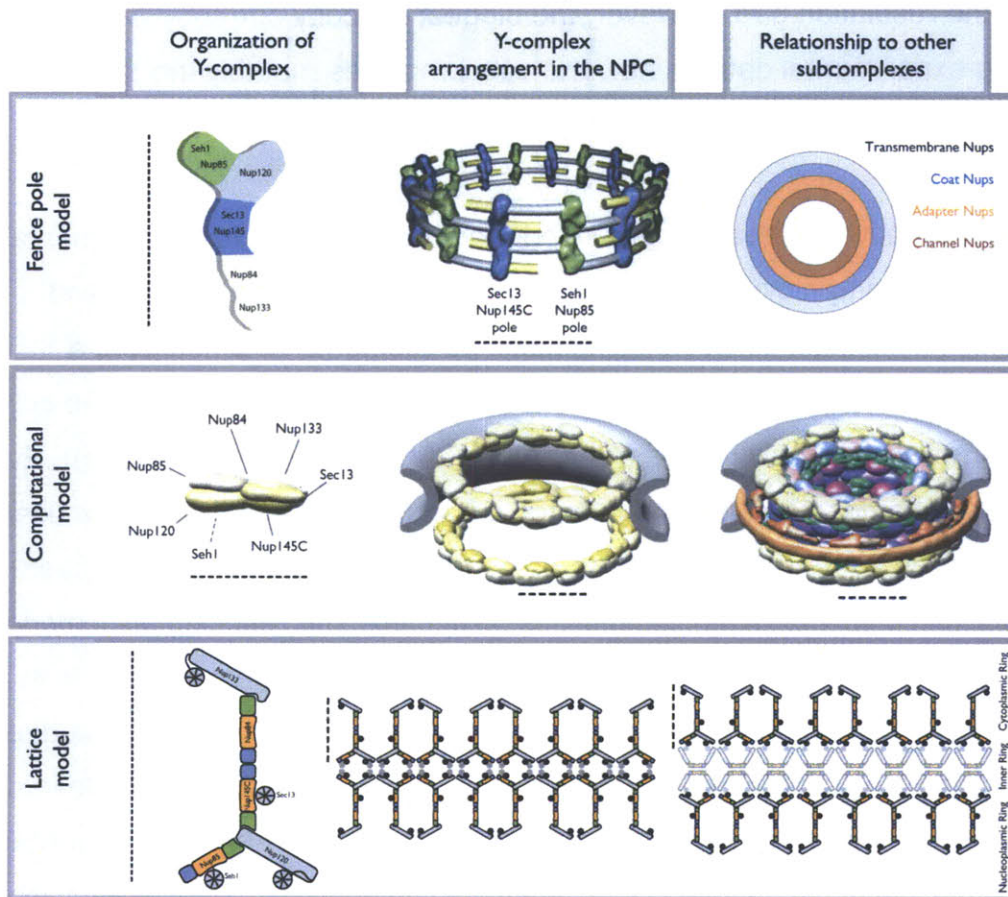 Organization of
Y-complex
Y-complex
arrangement in the NPC
Relationship to other
subcomplexes
Fence pole
model
Seh1
Nup85
Nup120
Sec13
Nup145
Nup84
Nup133
Sec13
Nup145C
pole
Seh1
Nup85
pole
Transmembrane Nups
Coat Nups
Adapter Nups
Channel Nups
Computational
model
Nup84
Nup133
Nup85
Sec13
Nup120
Seh1
Nup145C
Lattice
model
Nup133
Nup84
Nup145C
Sec13
Nup85
Seh1
Nup120
Cytoplasmic Ring
Inner Ring
Nucleoplasmic Ring